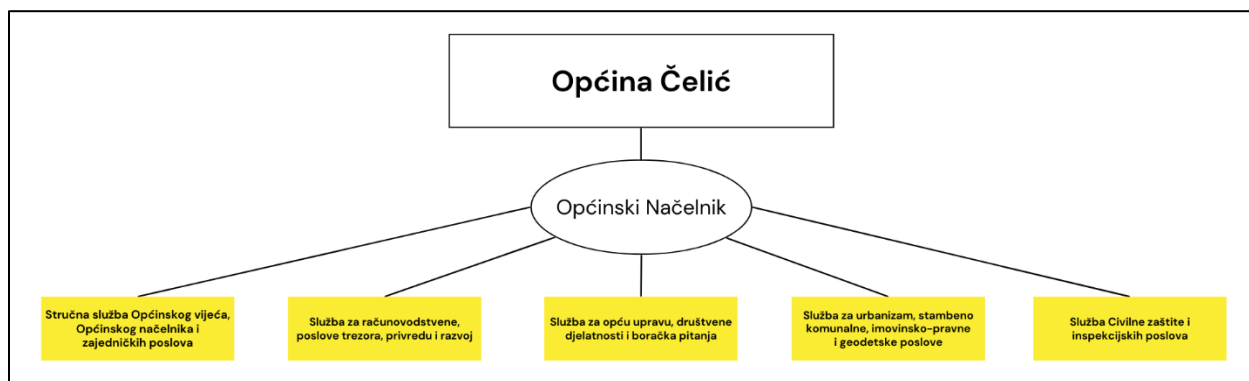 Općina Čelić
Općinski Načelnik
Stručna služba Općinskog vijeća,
Općinskog načelnika i
zajedničkih poslova
Služba za računovodstvene,
poslove trezora, privredu i razvoj
Služba za opću upravu, društvene
djelatnosti i boračka pitanja
Služba za urbanizam, stambeno
komunalne, imovinsko-pravne
i geodetske poslove
Služba Civilne zaštite i
inspekcijskih poslova